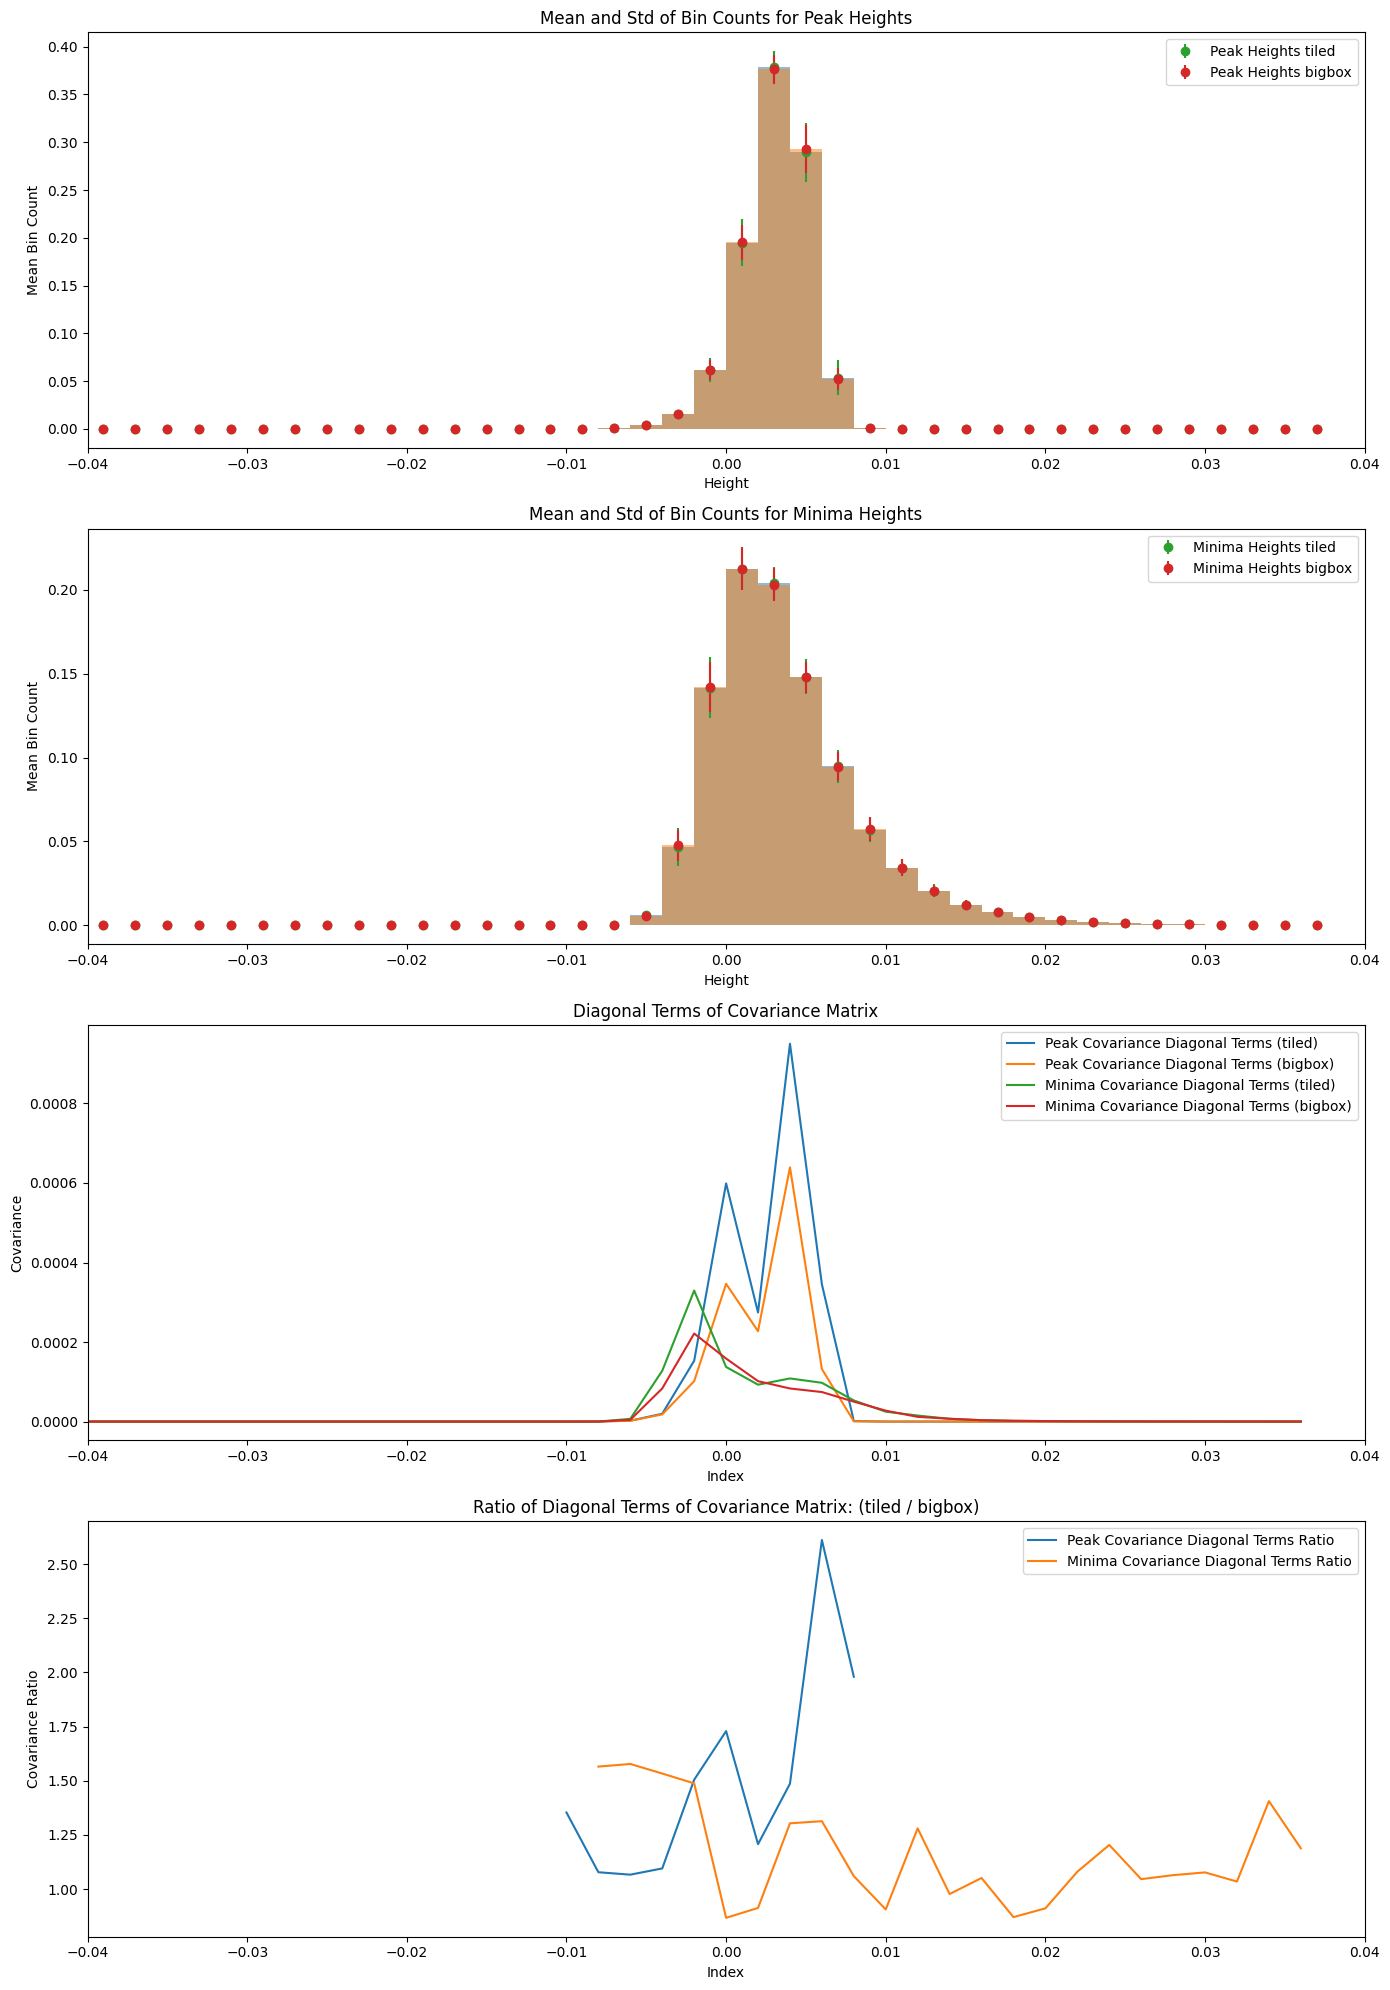 Mean and Std of Bin Counts for Peak Heights
Peak Heights tiled
Peak Heights bigbox
Mean Bin Count
0.40
0.35
0.30
0.25
0.20
0.15
0.10
0.05
0.00
−0.04 −0.03 −0.02 −0.01 0.00 0.01 0.02 0.03 0.04
Height
Mean and Std of Bin Counts for Minima Heights
Minima Heights tiled
Minima Heights bigbox
Mean Bin Count
0.20
0.15
0.10
0.05
0.00
−0.04 −0.03 −0.02 −0.01 0.00 0.01 0.02 0.03 0.04
Height
Diagonal Terms of Covariance Matrix
Peak Covariance Diagonal Terms (tiled)
Peak Covariance Diagonal Terms (bigbox)
Minima Covariance Diagonal Terms (tiled)
Minima Covariance Diagonal Terms (bigbox)
Covariance
0.0008
0.0006
0.0004
0.0002
0.0000
−0.04 −0.03 −0.02 −0.01 0.00 0.01 0.02 0.03 0.04
Index
Ratio of Diagonal Terms of Covariance Matrix: (tiled / bigbox)
Peak Covariance Diagonal Terms Ratio
Minima Covariance Diagonal Terms Ratio
Covariance Ratio
2.50
2.25
2.00
1.75
1.50
1.25
1.00
−0.04 −0.03 −0.02 −0.01 0.00 0.01 0.02 0.03 0.04
Index